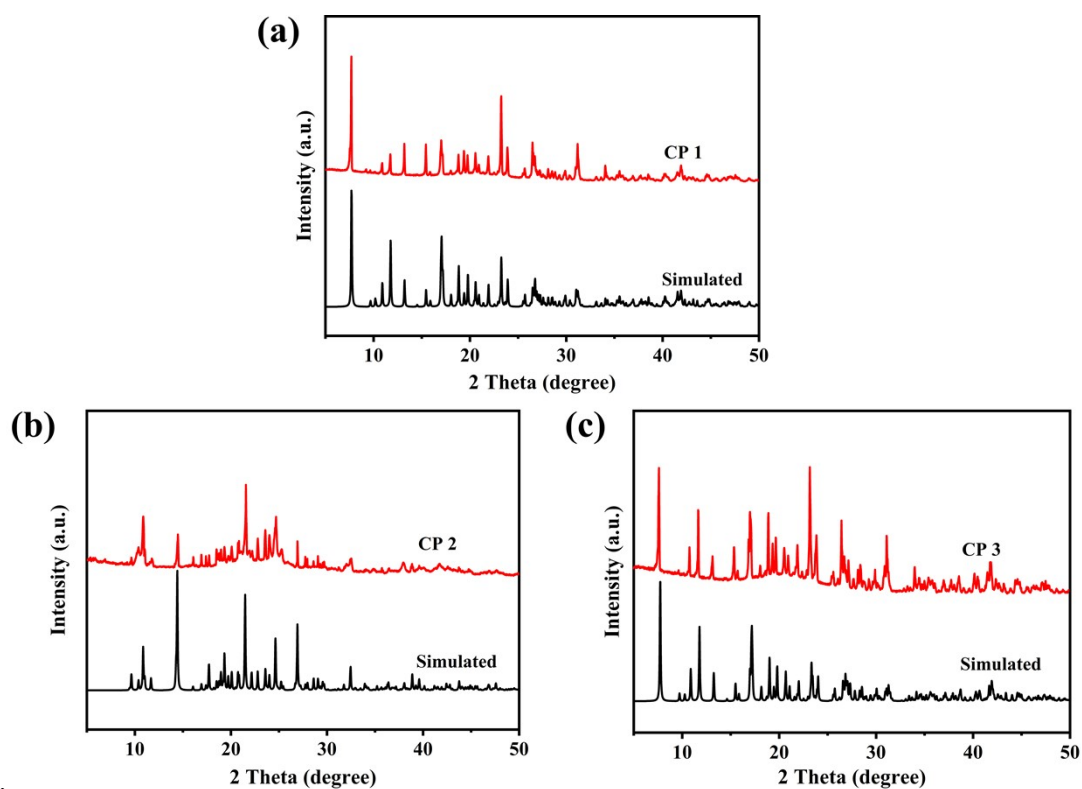 (a)
Intensity (a.u.)
CP 1
Simulated
10 20 30 40 50
2 Theta (degree)
(b)
Intensity (a.u.)
CP 2
Simulated
10 20 30 40 50
2 Theta (degree)
(c)
Intensity (a.u.)
CP 3
Simulated
10 20 30 40 50
2 Theta (degree)